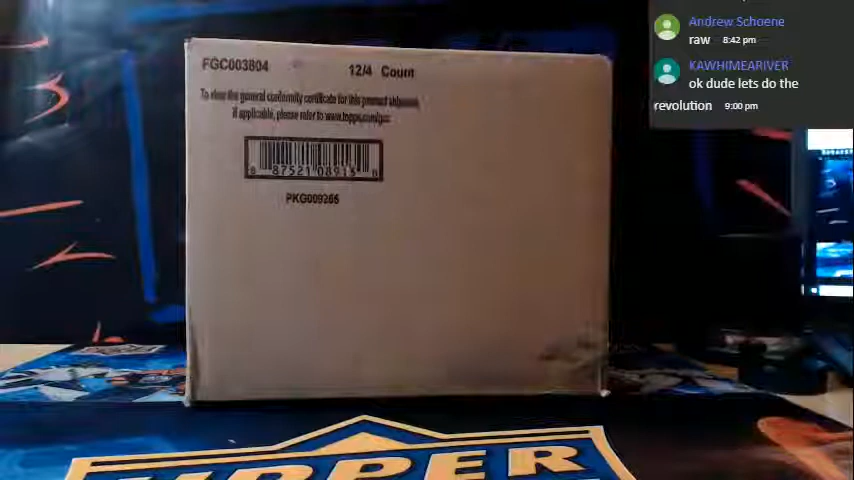 Andrew Schoene
raw 8:42 pm
KAWHIMEARIVER
ok dude lets do the
revolution 9:00 pm
FGC003804 12/4 Count
To view the general conformity certificate for this product shipment,
if applicable, please refer to www.topps.com/gcc
PKG009265
UPPER